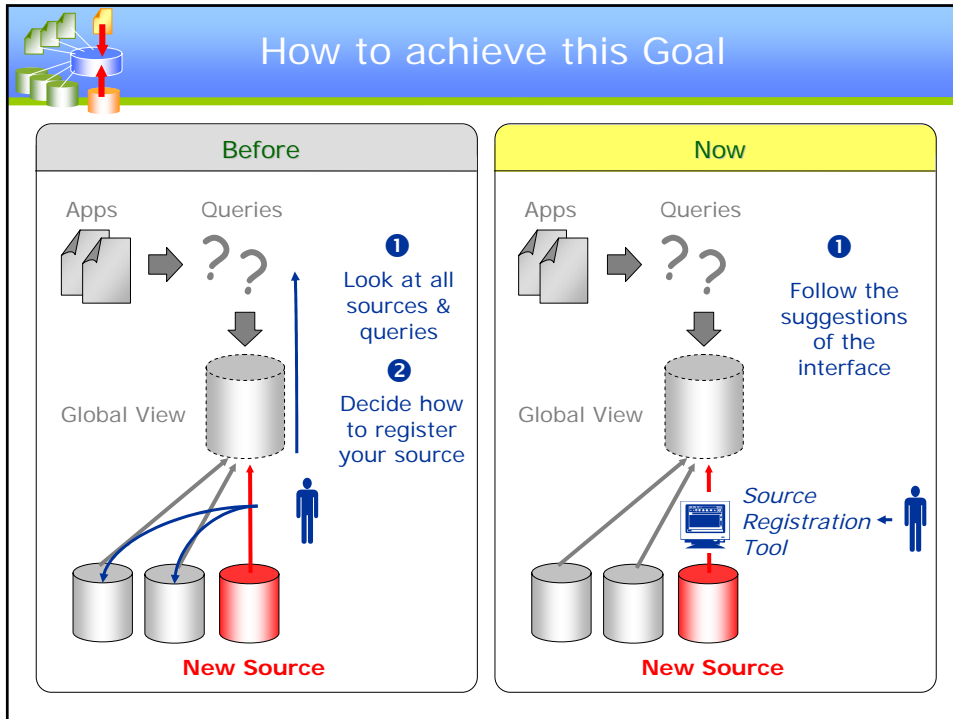 How to achieve this Goal
Before
Apps
Queries
??
❶
Look at all
sources &
queries
❷
Decide how
to register
your source
Global View
New Source
Now
Apps
Queries
??
❶
Follow the
suggestions
of the
interface
Global View
Source
Registration
Tool
New Source